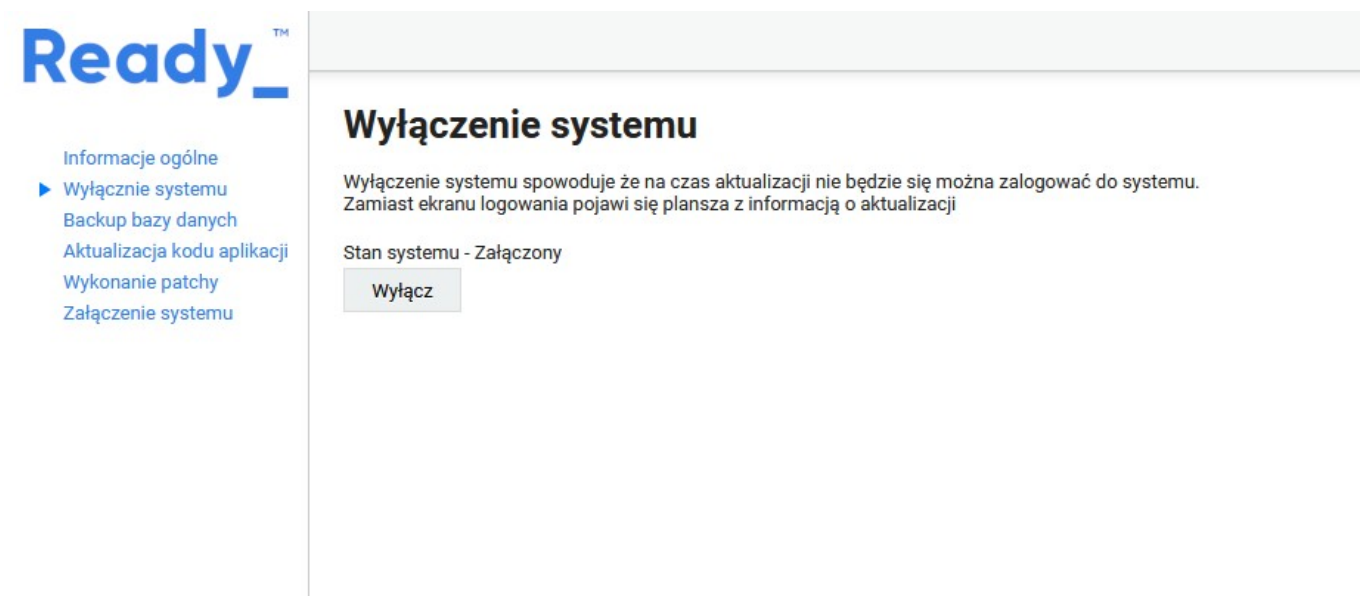 Ready_™
Informacje ogólne
Wyłącznie systemu
Backup bazy danych
Aktualizacja kodu aplikacji
Wykonanie patchy
Załączenie systemu
Wyłączenie systemu
Wyłączenie systemu spowoduje że na czas aktualizacji nie będzie się można zalogować do systemu.
Zamiast ekranu logowania pojawi się plansza z informacją o aktualizacji
Stan systemu - Załączony
Wyłącz